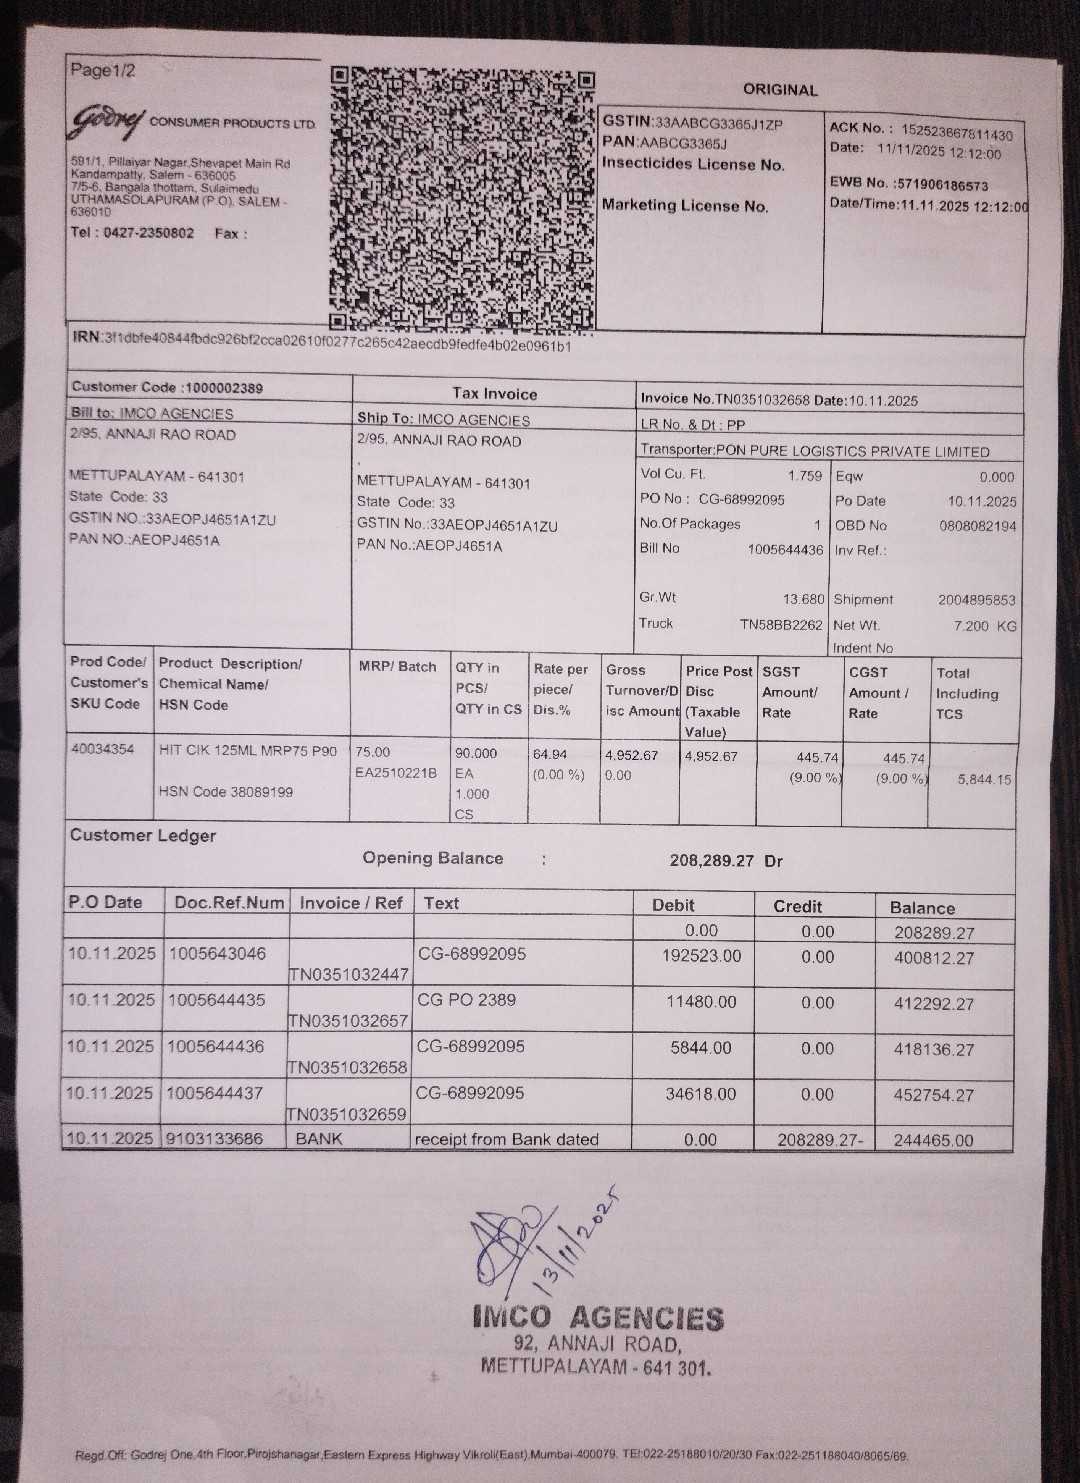 Page1/2
Godrej CONSUMER PRODUCTS LTD.
591/1, Pillaiyar Nagar,Shevapet Main Rd
Kandampatty, Salem - 636005
7/5-6, Bangala thottam, Sulaimedu
UTHAMASOLAPURAM (P.O), SALEM -
636010
Tel : 0427-2350802 Fax :
ORIGINAL
GSTIN:33AABCG3365J1ZP
PAN:AABCG3365J
Insecticides License No.
Marketing License No.
ACK No. : 152523667811430
Date: 11/11/2025 12:12:00
EWB No. :571906186573
Date/Time:11.11.2025 12:12:00
IRN:3f1dbfe40844fbdc926bf2cca02610f0277c265c42aecdb9fedfe4b02e0961b1
Customer Code :1000002389
Tax Invoice
Invoice No.TN0351032658 Date:10.11.2025
Bill to: IMCO AGENCIES
2/95, ANNAJI RAO ROAD
METTUPALAYAM - 641301
State Code: 33
GSTIN NO.:33AEOPJ4651A1ZU
PAN NO.:AEOPJ4651A
Ship To: IMCO AGENCIES
2/95, ANNAJI RAO ROAD
.
METTUPALAYAM - 641301
State Code: 33
GSTIN No.:33AEOPJ4651A1ZU
PAN No.:AEOPJ4651A
LR No. & Dt : PP
Transporter:PON PURE LOGISTICS PRIVATE LIMITED
Vol Cu. Ft. 1.759 Eqw 0.000
PO No : CG-68992095 Po Date 10.11.2025
No.Of Packages 1 OBD No 0808082194
Bill No 1005644436 Inv Ref.:
Gr.Wt 13.680 Shipment 2004895853
Truck TN58BB2262 Net Wt. 7.200 KG
Indent No
Prod Code/ Product Description/ MRP/ Batch QTY in Rate per Gross Price Post SGST CGST Total
Customer's Chemical Name/ PCS/ piece/ Turnover/D Disc Amount/ Amount / Including
SKU Code HSN Code QTY in CS Dis.% isc Amount (Taxable Rate Rate TCS
Value)
40034354 HIT CIK 125ML MRP75 P90 75.00 90.000 64.94 4,952.67 4,952.67 445.74 445.74
EA2510221B EA (0.00 %) 0.00 (9.00 %) (9.00 %) 5,844.15
HSN Code 38089199 1.000
CS
Customer Ledger
Opening Balance : 208,289.27 Dr
P.O Date Doc.Ref.Num Invoice / Ref Text Debit Credit Balance
0.00 0.00 208289.27
10.11.2025 1005643046 TN0351032447 CG-68992095 192523.00 0.00 400812.27
10.11.2025 1005644435 TN0351032657 CG PO 2389 11480.00 0.00 412292.27
10.11.2025 1005644436 TN0351032658 CG-68992095 5844.00 0.00 418136.27
10.11.2025 1005644437 TN0351032659 CG-68992095 34618.00 0.00 452754.27
10.11.2025 9103133686 BANK receipt from Bank dated 0.00 208289.27- 244465.00
13/11/2025
IMCO AGENCIES
92, ANNAJI ROAD,
METTUPALAYAM - 641 301.
Regd.Off: Godrej One,4th Floor,Pirojshanagar,Eastern Express Highway Vikroli(East),Mumbai-400079. TEl:022-25188010/20/30 Fax:022-251188040/8065/69.